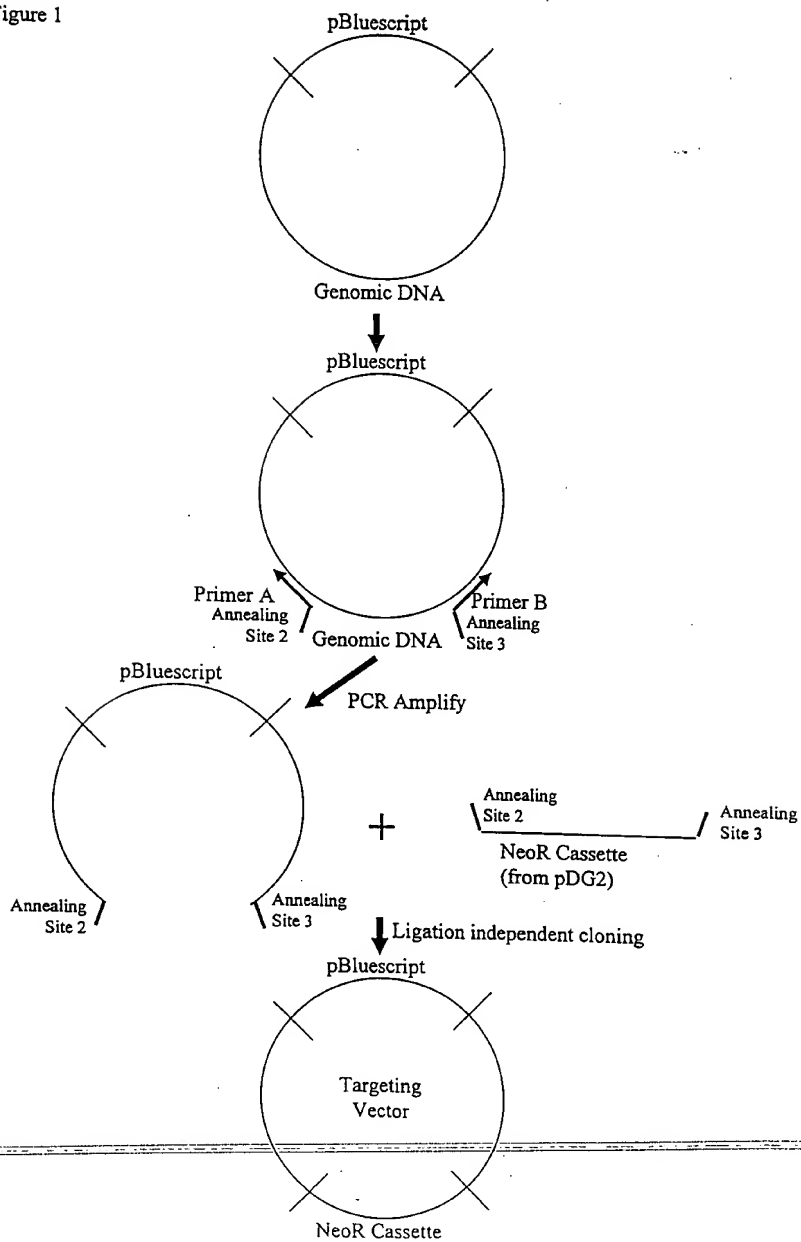 Figure 1
pBluescript
Genomic DNA
pBluescript
Primer A
Annealing
Site 2
Primer B
Annealing
Site 3
Genomic DNA
pBluescript
PCR Amplify
+
Annealing
Site 2
Annealing
Site 3
NeoR Cassette
(from pDG2)
Annealing
Site 2
Annealing
Site 3
Ligation independent cloning
pBluescript
Targeting
Vector
NeoR Cassette